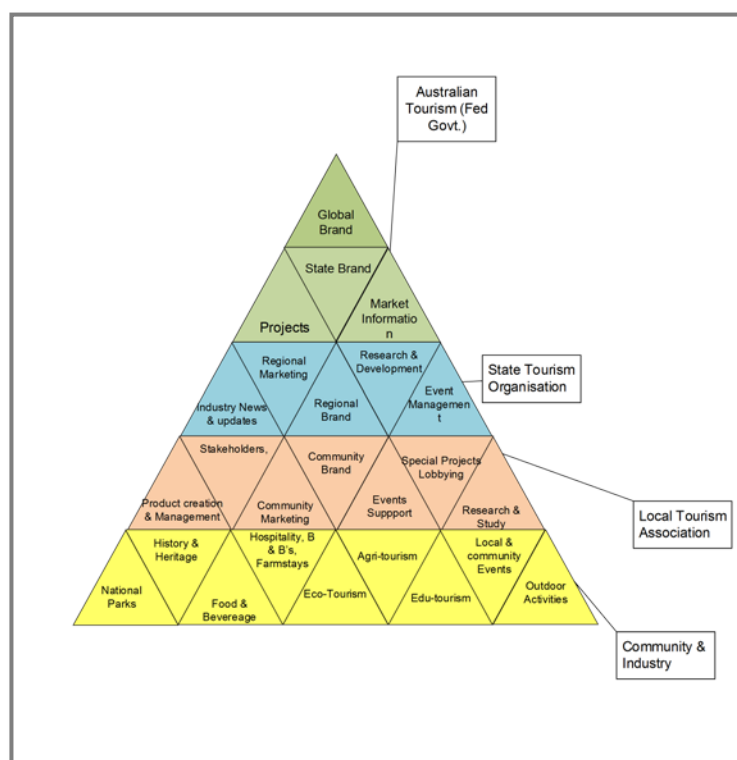 Australian
Tourism (Fed
Govt.)
Global
Brand
State Brand
Projects
Market
Informatio
n
Regional
Marketing
Research &
Development
Industry News
& updates
Regional
Brand
Event
Managemen
t
State Tourism
Organisation
Stakeholders,
Community
Brand
Special Projects
Lobbying
Product creation
& Management
Community
Marketing
Events
Suppport
Research &
Study
Local Tourism
Association
History &
Heritage
Hospitality, B
& B's,
Farmstays
Agri-tourism
Local &
community
Events
National
Parks
Food &
Bevereage
Eco-Tourism
Edu-tourism
Outdoor
Activities
Community &
Industry